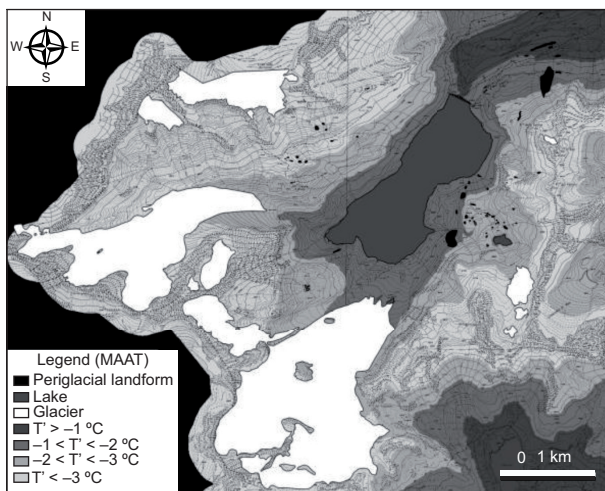 N
W E
S
Legend (MAAT)
Periglacial landform
Lake
Glacier
T' > –1 ºC
–1 < T' < –2 ºC
–2 < T' < –3 ºC
T' < –3 ºC
0 1 km